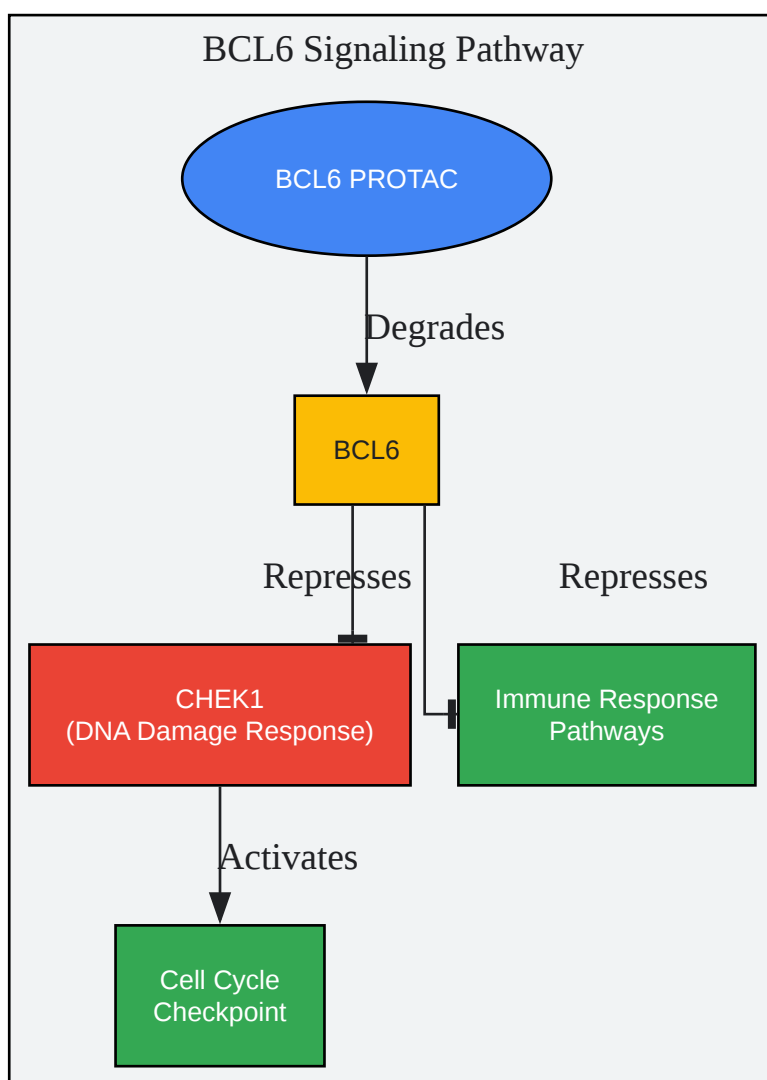 BCL6 Signaling Pathway
BCL6 PROTAC
Degrades
BCL6
Represses
Represses
CHEK1
(DNA Damage Response)
Immune Response
Pathways
Activates
Cell Cycle
Checkpoint